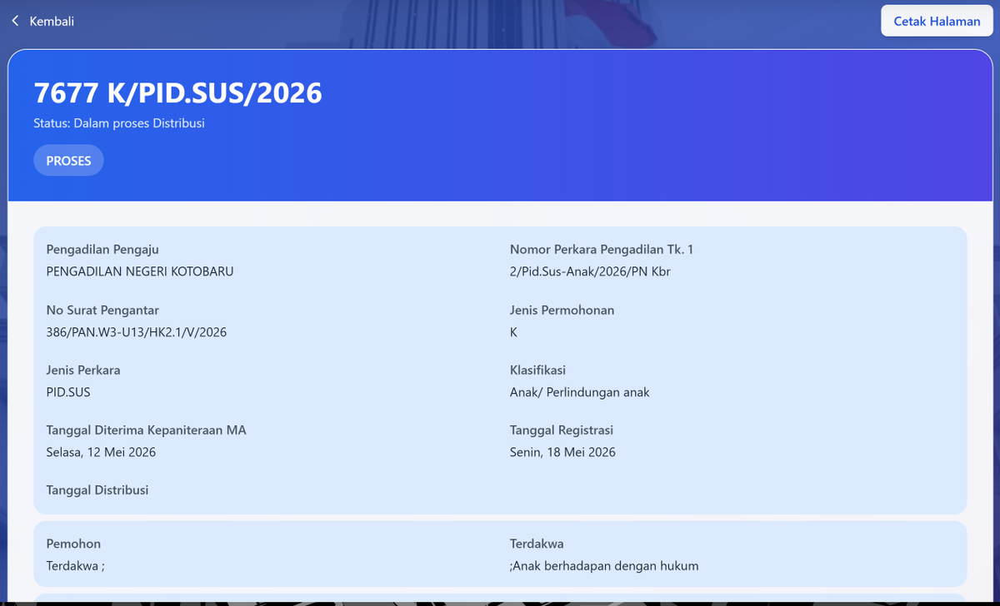 Kembali
Cetak Halaman
7677 K/PID.SUS/2026
Status: Dalam proses Distribusi
PROSES
Pengadilan Pengaju
PENGADILAN NEGERI KOTOBARU
Nomor Perkara Pengadilan Tk. 1
2/Pid.Sus-Anak/2026/PN Kbr
No Surat Pengantar
386/PAN.W3-U13/HK2.1/V/2026
Jenis Permohonan
K
Jenis Perkara
PID.SUS
Klasifikasi
Anak/ Perlindungan anak
Tanggal Diterima Kepaniteraan MA
Selasa, 12 Mei 2026
Tanggal Registrasi
Senin, 18 Mei 2026
Tanggal Distribusi
Pemohon
Terdakwa ;
Terdakwa
;Anak berhadapan dengan hukum